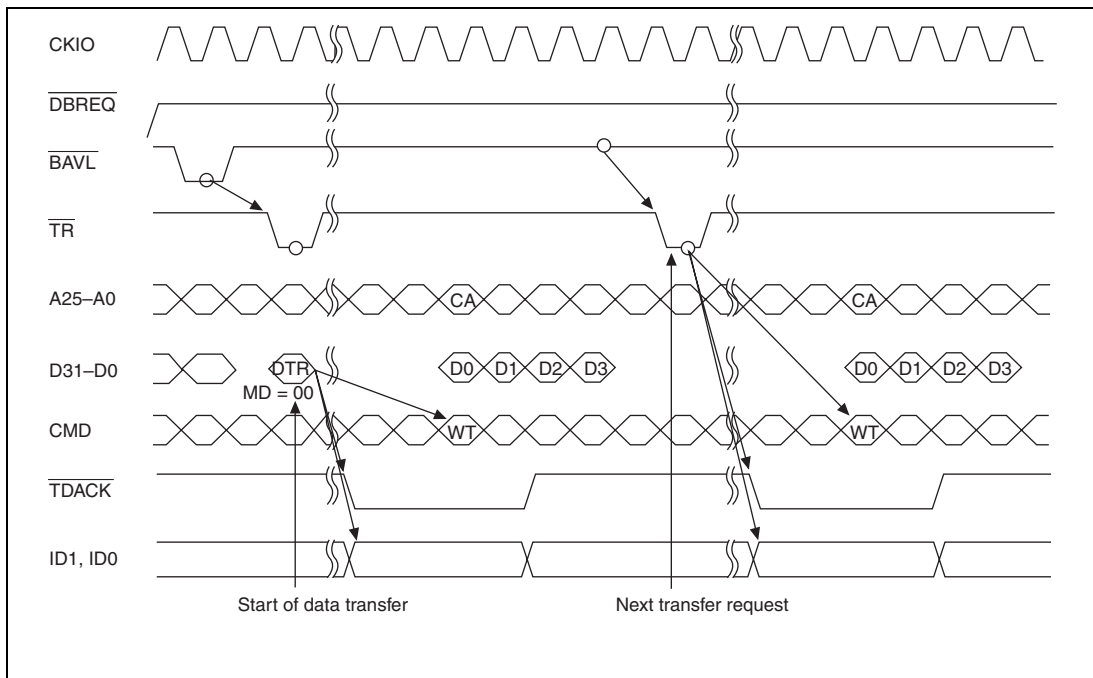 CKIO
DBREQ
BAVL
TR
A25–A0 CA CA
D31–D0 DTR D0 D1 D2 D3 D0 D1 D2 D3
MD = 00
CMD WT WT
TDACK
ID1, ID0
Start of data transfer Next transfer request